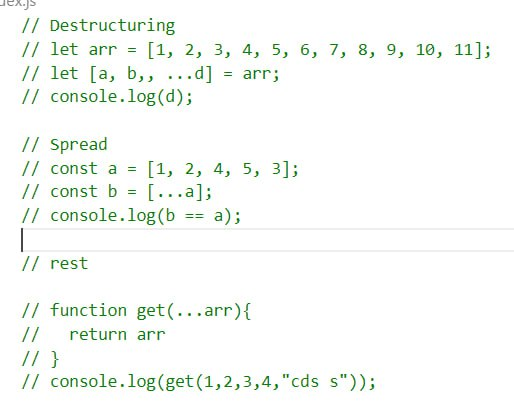 dex.js
// Destructuring
// let arr = [1, 2, 3, 4, 5, 6, 7, 8, 9, 10, 11];
// let [a, b,, ...d] = arr;
// console.log(d);
// Spread
// const a = [1, 2, 4, 5, 3];
// const b = [...a];
// console.log(b == a);
// rest
// function get(...arr){
//   return arr
// }
// console.log(get(1,2,3,4,"cds s"));